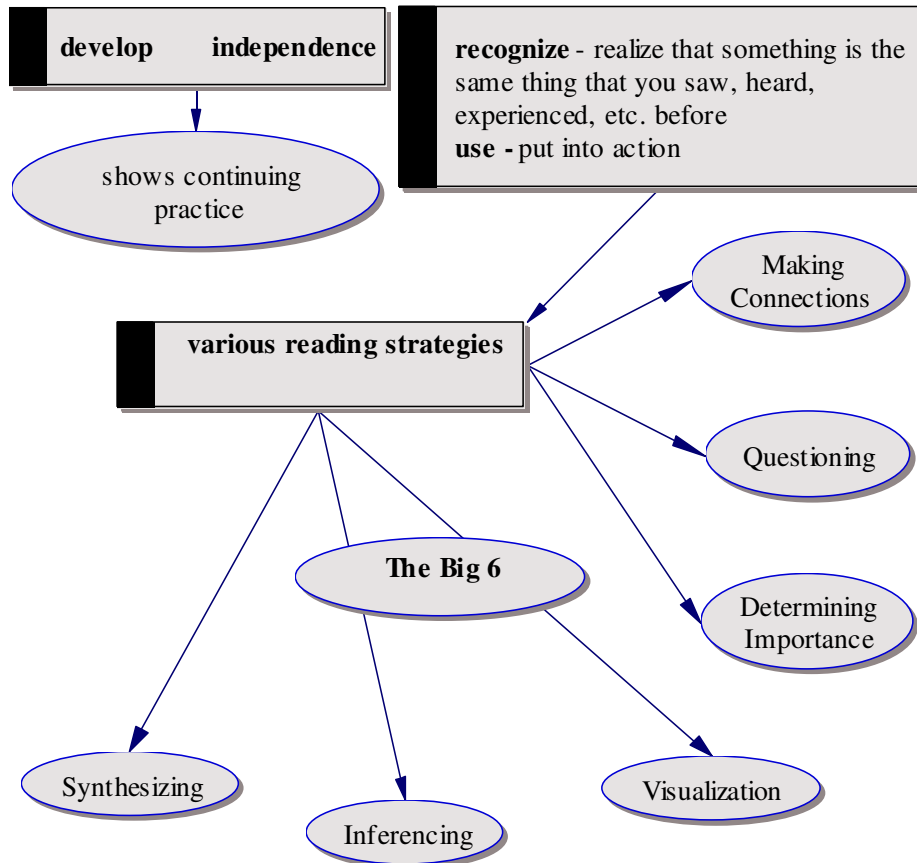 develop independence
shows continuing
practice
recognize - realize that something is the
same thing that you saw, heard,
experienced, etc. before
use - put into action
various reading strategies
Making
Connections
Questioning
Determining
Importance
The Big 6
Visualization
Inferencing
Synthesizing